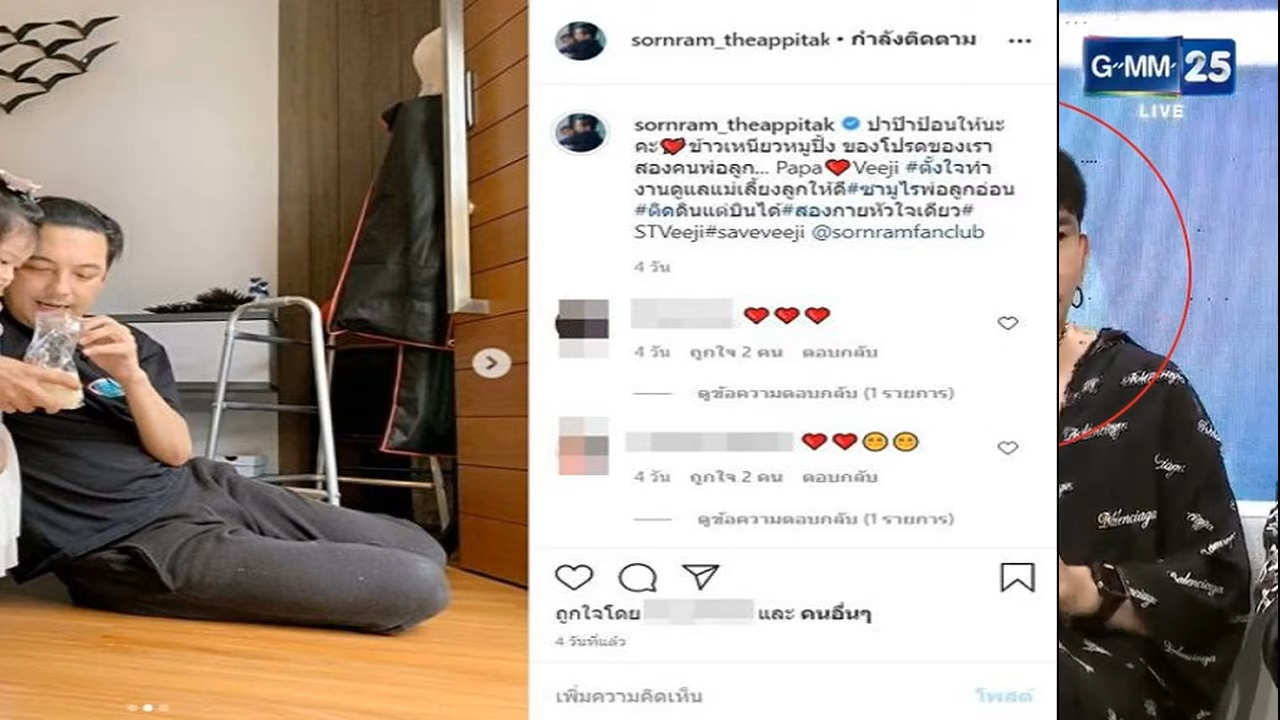 sornram_theappitak • กำลังติดตาม
sornram_theappitak ปาป๊าป้อนให้นะ
คะ ข้าวเหนียวหมูปิ้ง ของโปรดของเรา
สองคนพ่อลูก... Papa❤️Veeji #ตั้งใจทำ
งานดูแลแม่เลี้ยงลูกให้ดี#ซามูไรพ่อลูกอ่อน
#ติดดินแต่บินได้#สองกายหัวใจเดียว#
STVeeji#saveveeji @sornramfanclub
4 วัน
4 วัน ถูกใจ 2 คน ตอบกลับ
ดูข้อความตอบกลับ (1 รายการ)
4 วัน ถูกใจ 2 คน ตอบกลับ
ดูข้อความตอบกลับ (1 รายการ)
ถูกใจโดย และ คนอื่นๆ
4 วันที่แล้ว
เพิ่มความคิดเห็น
โพสต์
GMM 25
LIVE
Balenciaga